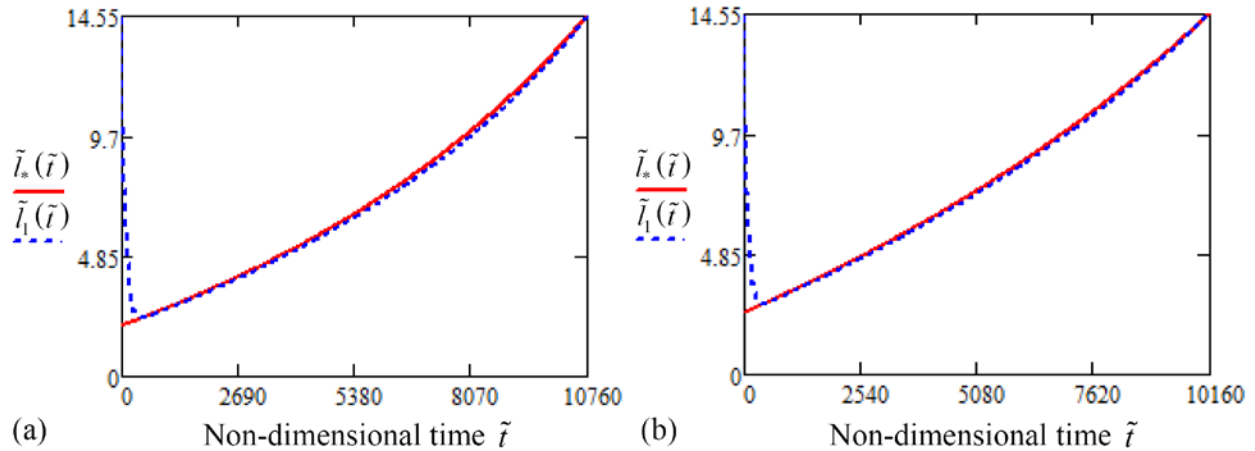 14.55
9.7
l̃*(t̃)
l̃1(t̃)
4.85
0
0 2690 5380 8070 10760
(a) Non-dimensional time t̃
14.55
9.7
l̃*(t̃)
l̃1(t̃)
4.85
0
0 2540 5080 7620 10160
(b) Non-dimensional time t̃